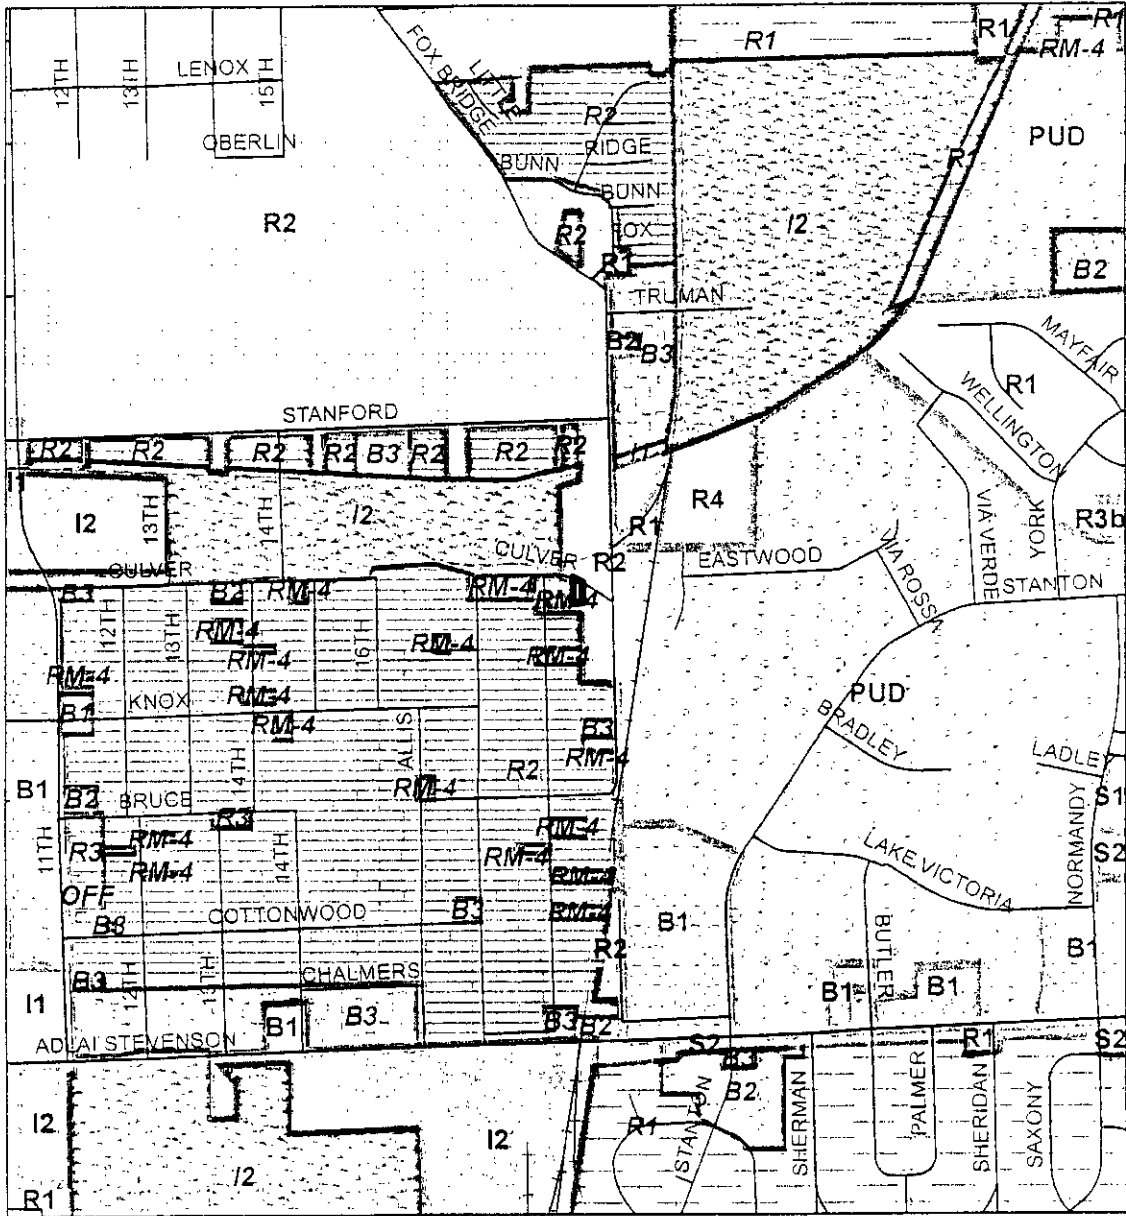 R1
R1
R1
RM-4
FOX BRIDGE
LITTLE
12TH
13TH
15TH
LENOX
OBERLIN
R2
RIDGE
BUNN
BUNN
FOX
PUD
R1
R2
I2
R2
R1
B2
TRUMAN
B2
B3
MAYFAIR
WELLINGTON
R1
STANFORD
R2
R2
R2
R2
B3
R2
R2
R2
I1
I2
13TH
14TH
I2
R4
R1
VIA VERDE
YORK
R3b
CULVER
CULVER
R2
EASTWOOD
VIA ROSSIN
STANTON
B3
B2
RM-4
RM-4
RM-4
12TH
13TH
RM-4
RM-4
16TH
RM-4
RM-4
RM-4
RM-4
PUD
B1
KNOX
RM-4
ALLIS
B3
RM-4
BRADLEY
LADLEY
R2
14TH
B1
B2
BRUCE
RM-4
S1
R3
RM-4
NORMANDY
11TH
R3
RM-4
RM-4
14TH
RM-4
LAKE VICTORIA
S2
RM-4
OFF
COTTONWOOD
B3
RM-4
B3
B1
BUTLER
R2
B1
B3
12TH
13TH
CHALMERS
B1
B1
I1
B1
B3
B3
B2
ADLAI STEVENSON
S2
B3
R1
S2
B2
I2
I2
I2
R1
STANTON
SHERMAN
PALMER
SHERIDAN
SAXONY
R1